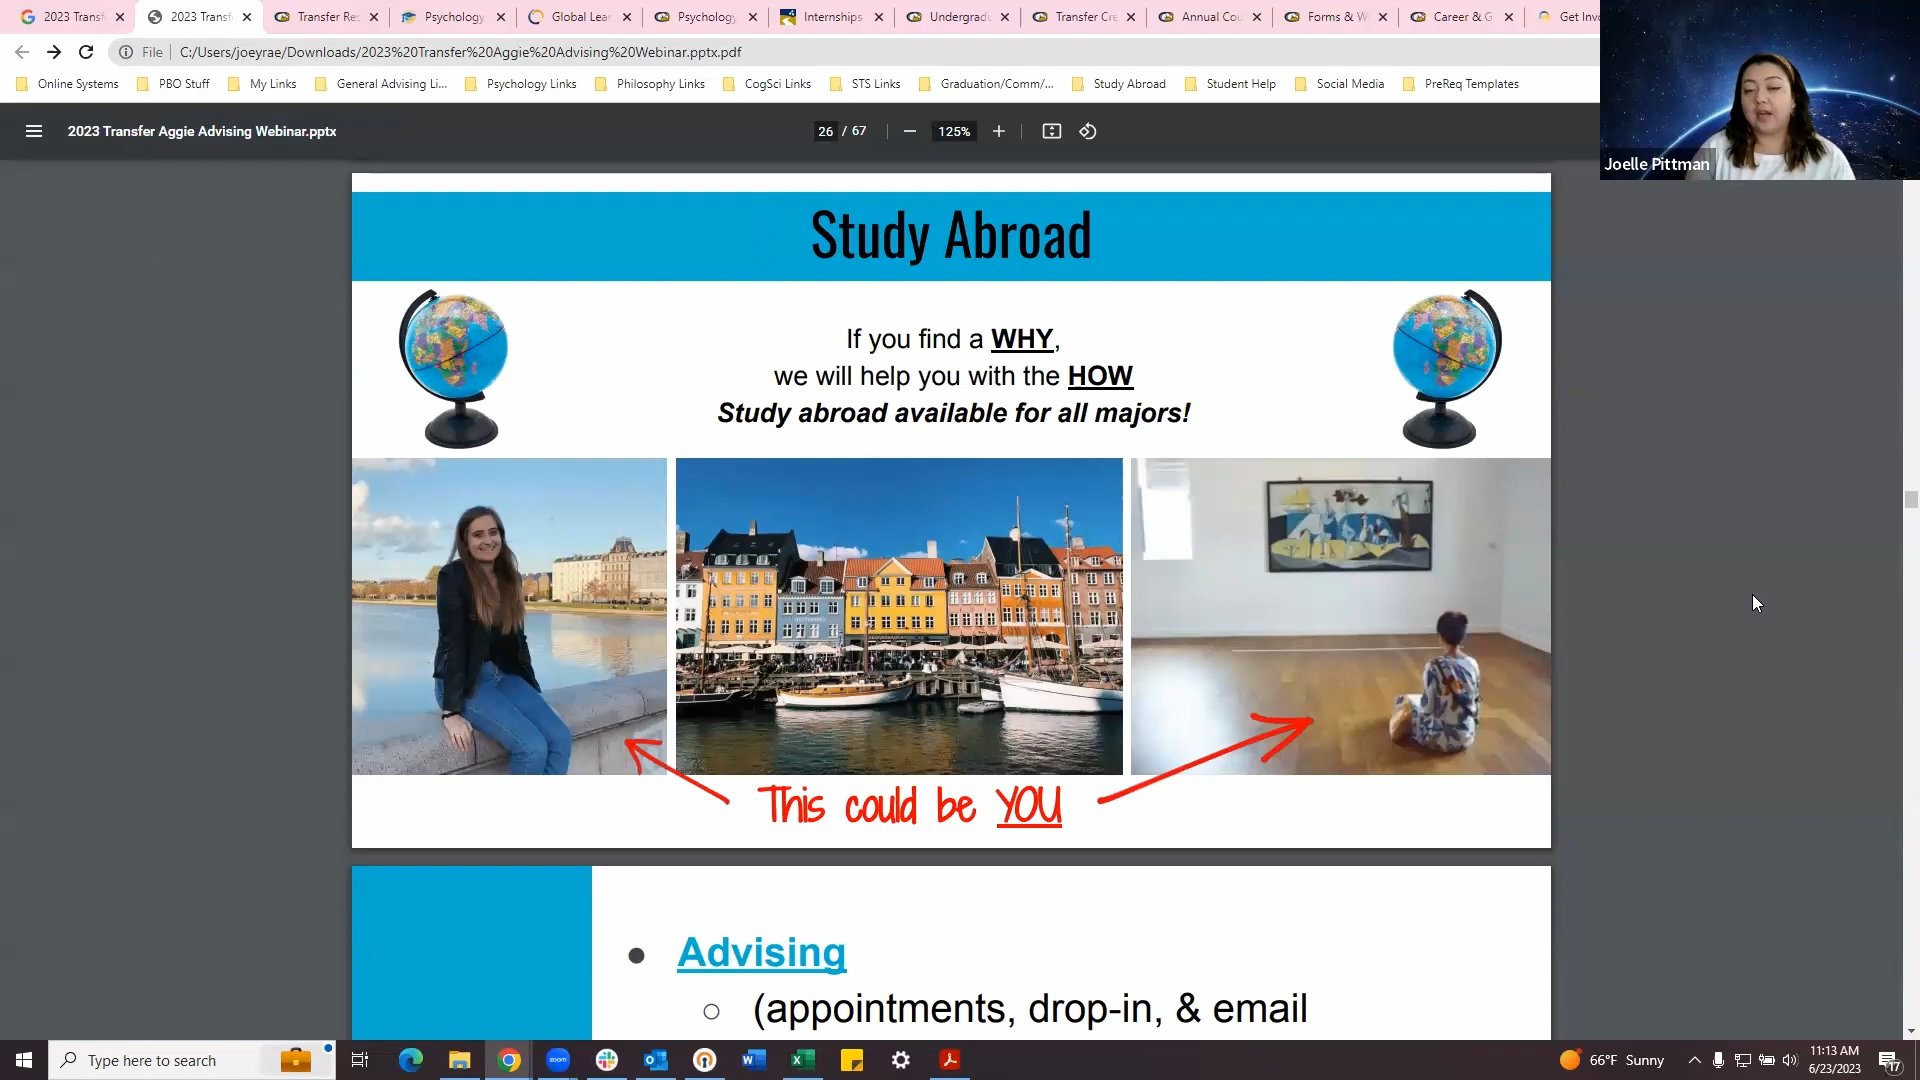 2023 Transf
2023 Transf
Transfer Re
Psychology
Global Lear
Psychology
Internships
Undergradu
Transfer Cre
Annual Cou
Forms & W
Career & G
Get Invo
File
C:/Users/joeyrae/Downloads/2023%20Transfer%20Aggie%20Advising%20Webinar.pptx.pdf
Online Systems
PBO Stuff
My Links
General Advising Li...
Psychology Links
Philosophy Links
CogSci Links
STS Links
Graduation/Comm/...
Study Abroad
Student Help
Social Media
PreReq Templates
2023 Transfer Aggie Advising Webinar.pptx
26 / 67
125%
Joelle Pittman
Study Abroad
If you find a WHY,
we will help you with the HOW
Study abroad available for all majors!
This could be YOU
Advising
(appointments, drop-in, & email
Type here to search
zoom
66°F Sunny
11:13 AM
6/23/2023
17